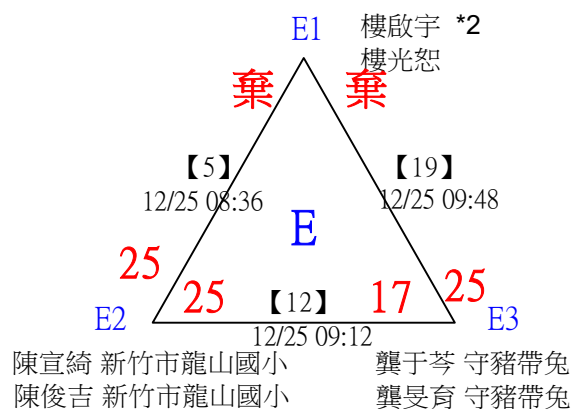 E1 樓啟宇 *2
樓光恕
棄 棄
【5】 【19】
12/25 08:36 12/25 09:48
E
25 25 【12】 17 25
E2 12/25 09:12 E3
陳宣綺 新竹市龍山國小 龔于芩 守豬帶兔
陳俊吉 新竹市龍山國小 龔旻育 守豬帶兔